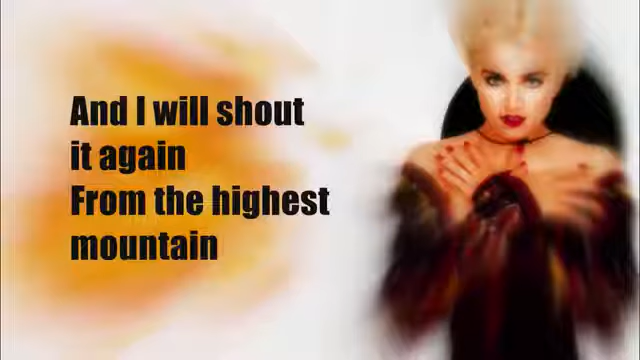 And I will shout
it again
From the highest
mountain